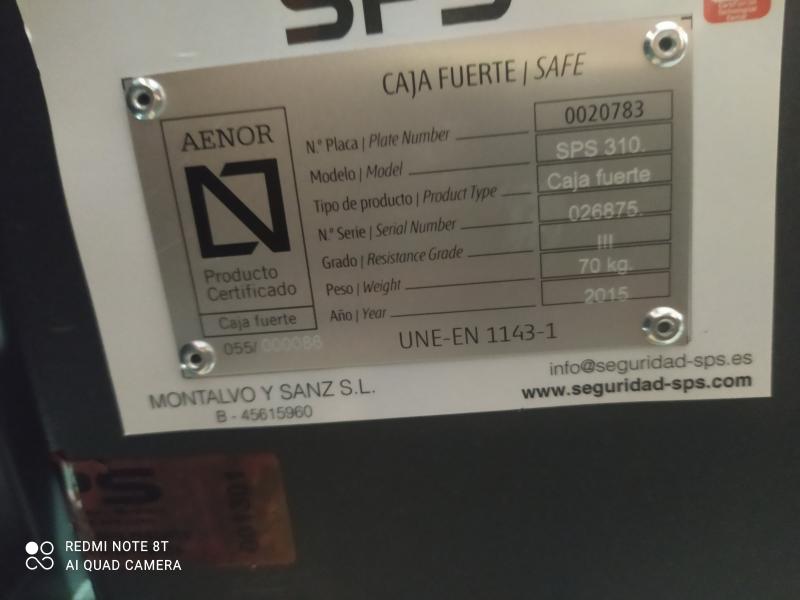 SPS
CAJA FUERTE | SAFE
AENOR
Producto
Certificado
Caja fuerte
055/ 000088
N.º Placa | Plate Number 0020783
Modelo | Model SPS 310.
Tipo de producto | Product Type Caja fuerte
N.º Serie | Serial Number 026875.
Grado | Resistance Grade III
Peso | Weight 70 kg.
Año | Year 2015
UNE-EN 1143-1
MONTALVO Y SANZ S.L.
B - 45615960
info@seguridad-sps.es
www.seguridad-sps.com
REDMI NOTE 8T
AI QUAD CAMERA